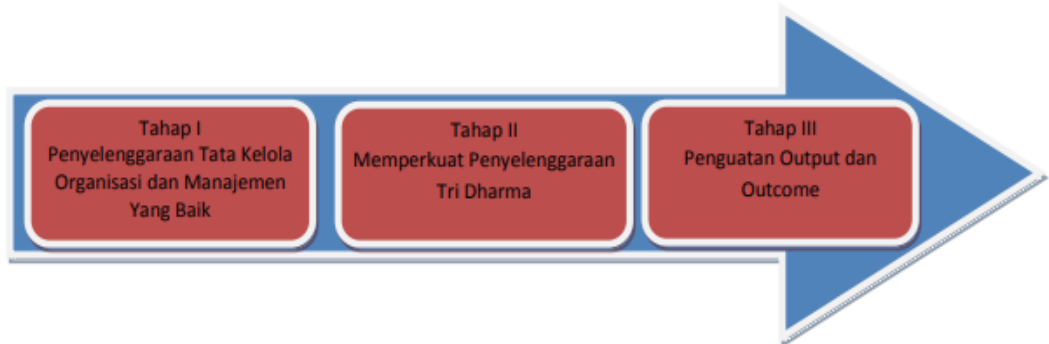 Tahap I
Penyelenggaraan Tata Kelola
Organisasi dan Manajemen
Yang Baik
Tahap II
Memperkuat Penyelenggaraan
Tri Dharma
Tahap III
Penguatan Output dan
Outcome